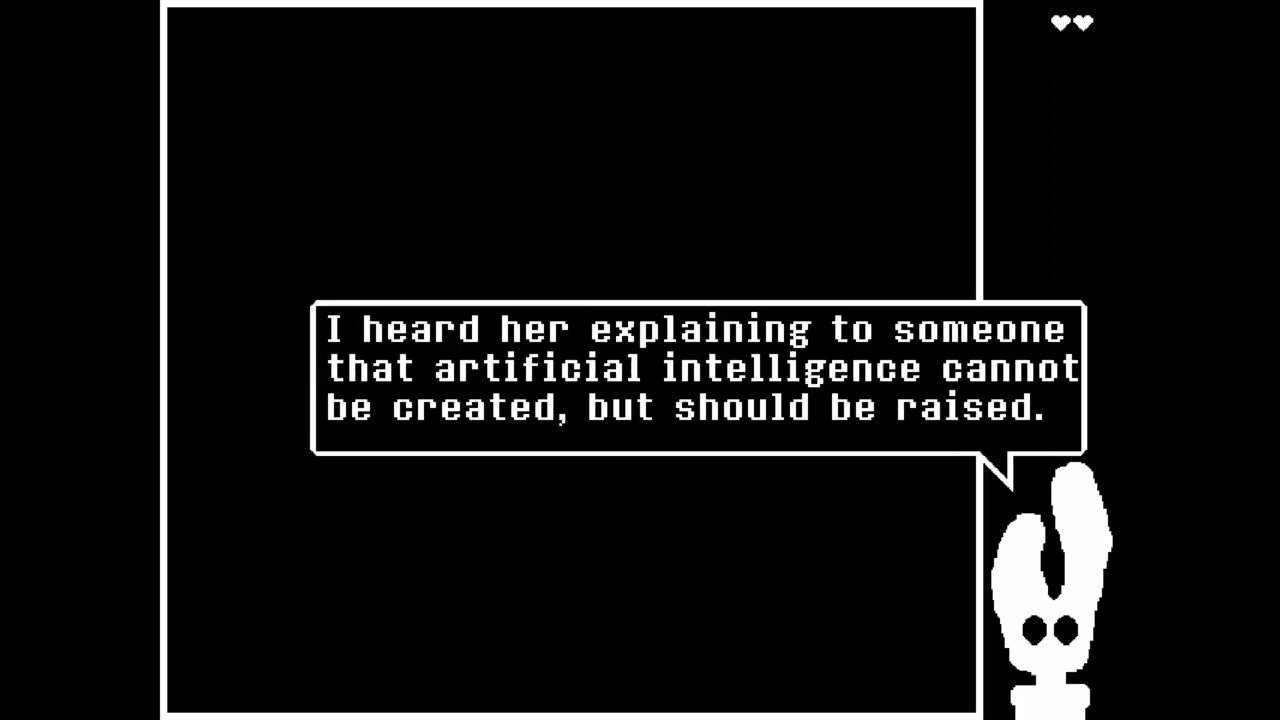 I heard her explaining to someone
that artificial intelligence cannot
be created, but should be raised.